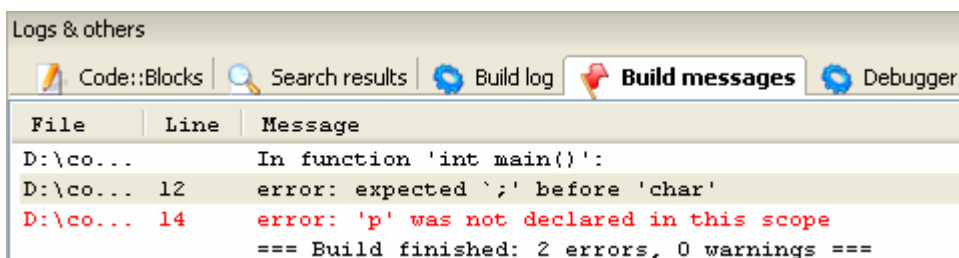 Logs & others
Code::Blocks Search results Build log Build messages Debugger
File Line Message
D:\co... In function 'int main()':
D:\co... 12 error: expected `;' before 'char'
D:\co... 14 error: 'p' was not declared in this scope
=== Build finished: 2 errors, 0 warnings ===